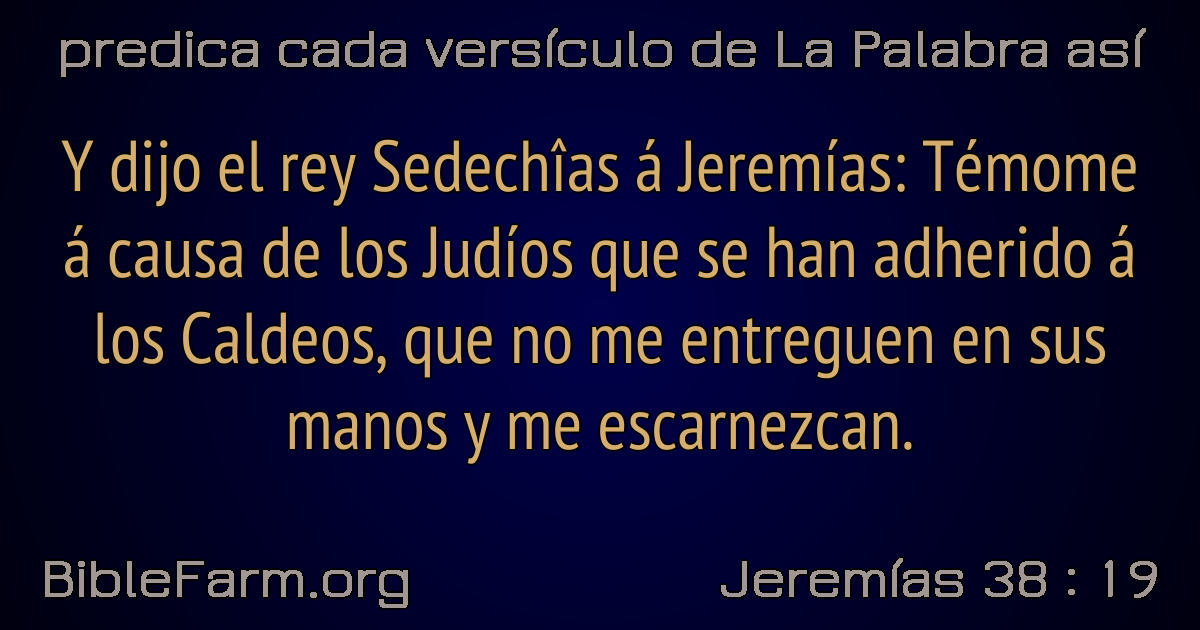 predica cada versículo de La Palabra así
Y dijo el rey Sedechîas á Jeremías: Témome
á causa de los Judíos que se han adherido á
los Caldeos, que no me entreguen en sus
manos y me escarnezcan.
BibleFarm.org
Jeremías 38 : 19